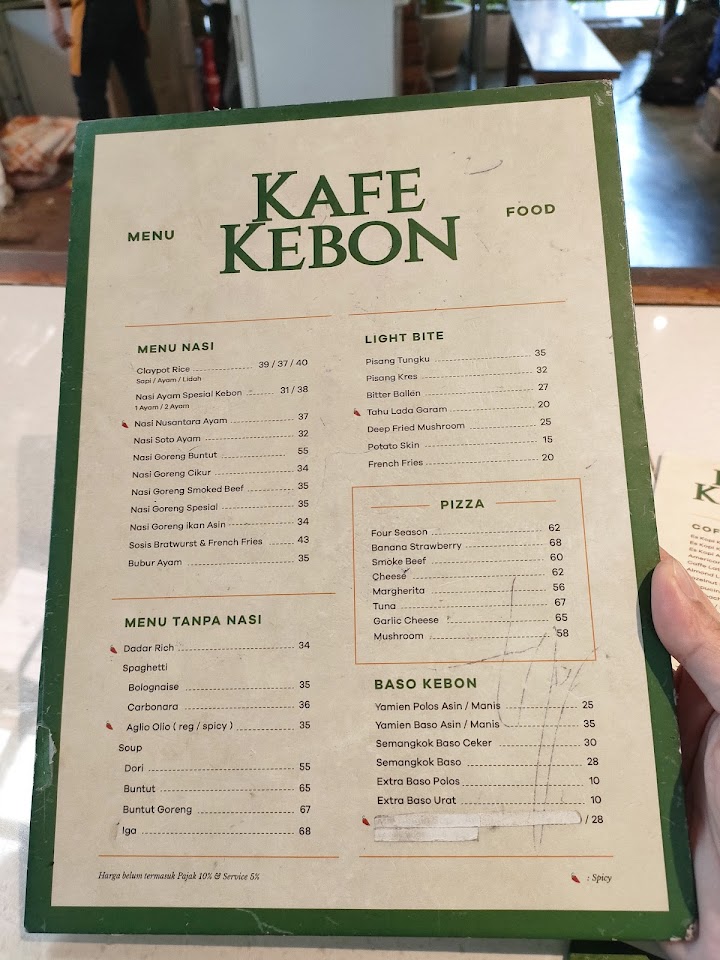 MENU
KAFE
KEBON
FOOD
MENU NASI
Claypot Rice 39 / 37 / 40
Sapi / Ayam / Lidah
Nasi Ayam Spesial Kebon 31 / 38
1 Ayam / 2 Ayam
Nasi Nusantara Ayam 37
Nasi Soto Ayam 32
Nasi Goreng Buntut 55
Nasi Goreng Cikur 34
Nasi Goreng Smoked Beef 35
Nasi Goreng Spesial 35
Nasi Goreng ikan Asin 34
Sosis Bratwurst & French Fries 43
Bubur Ayam 35
MENU TANPA NASI
Dadar Rich 34
Spaghetti
Bolognaise 35
Carbonara 36
Aglio Olio ( reg / spicy ) 35
Soup
Dori 55
Buntut 65
Buntut Goreng 67
Iga 68
LIGHT BITE
Pisang Tungku 35
Pisang Kres 32
Bitter Ballen 27
Tahu Lada Garam 20
Deep Fried Mushroom 25
Potato Skin 15
French Fries 20
PIZZA
Four Season 62
Banana Strawberry 68
Smoke Beef 60
Cheese 62
Margherita 56
Tuna 67
Garlic Cheese 65
Mushroom 58
BASO KEBON
Yamien Polos Asin / Manis 25
Yamien Baso Asin / Manis 35
Semangkok Baso Ceker 30
Semangkok Baso 28
Extra Baso Polos 10
Extra Baso Urat 10
/ 28
Harga belum termasuk Pajak 10% & Service 5%
: Spicy